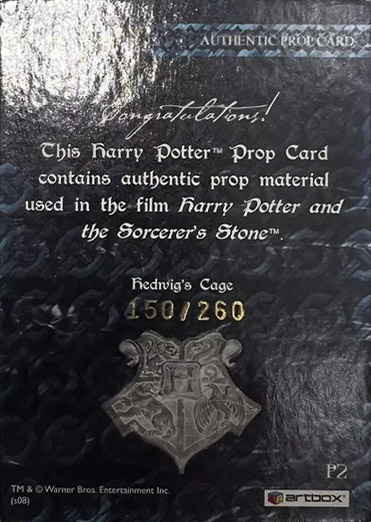 AUTHENTIC PROP CARD
Congratulations!
This Harry Potter™ Prop Card
contains authentic prop material
used in the film Harry Potter and
the Sorcerer's Stone™.
Hedwig's Cage
150/260
H
P2
TM & © Warner Bros. Entertainment Inc.
(s08)
artbox®